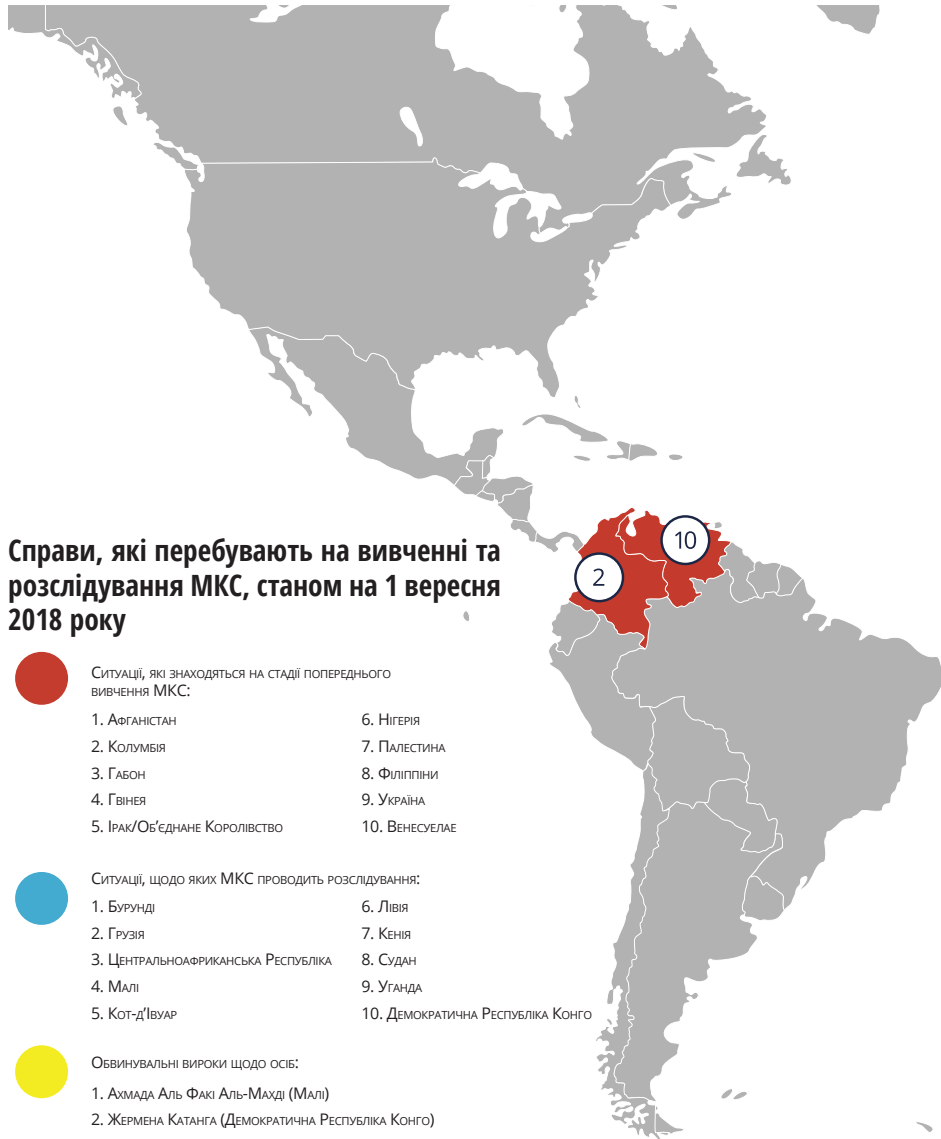 10
2
Справи, які перебувають на вивченні та
розслідування МКС, станом на 1 вересня
2018 року
Ситуації, які знаходяться на стадії попереднього
вивчення МКС:
1. Афганістан
2. Колумбія
3. Габон
4. Гвінея
5. Ірак/Об’єднане Королівство
6. Нігерія
7. Палестина
8. Філіппіни
9. Україна
10. Венесуелае
Ситуації, щодо яких МКС проводить розслідування:
1. Бурунді
2. Грузія
3. Центральноафриканська Республіка
4. Малі
5. Кот-д’Івуар
6. Лівія
7. Кенія
8. Судан
9. Уганда
10. Демократична Республіка Конго
Обвинувальні вироки щодо осіб:
1. Ахмада Аль Факі Аль-Махді (Малі)
2. Жермена Катанга (Демократична Республіка Конго)